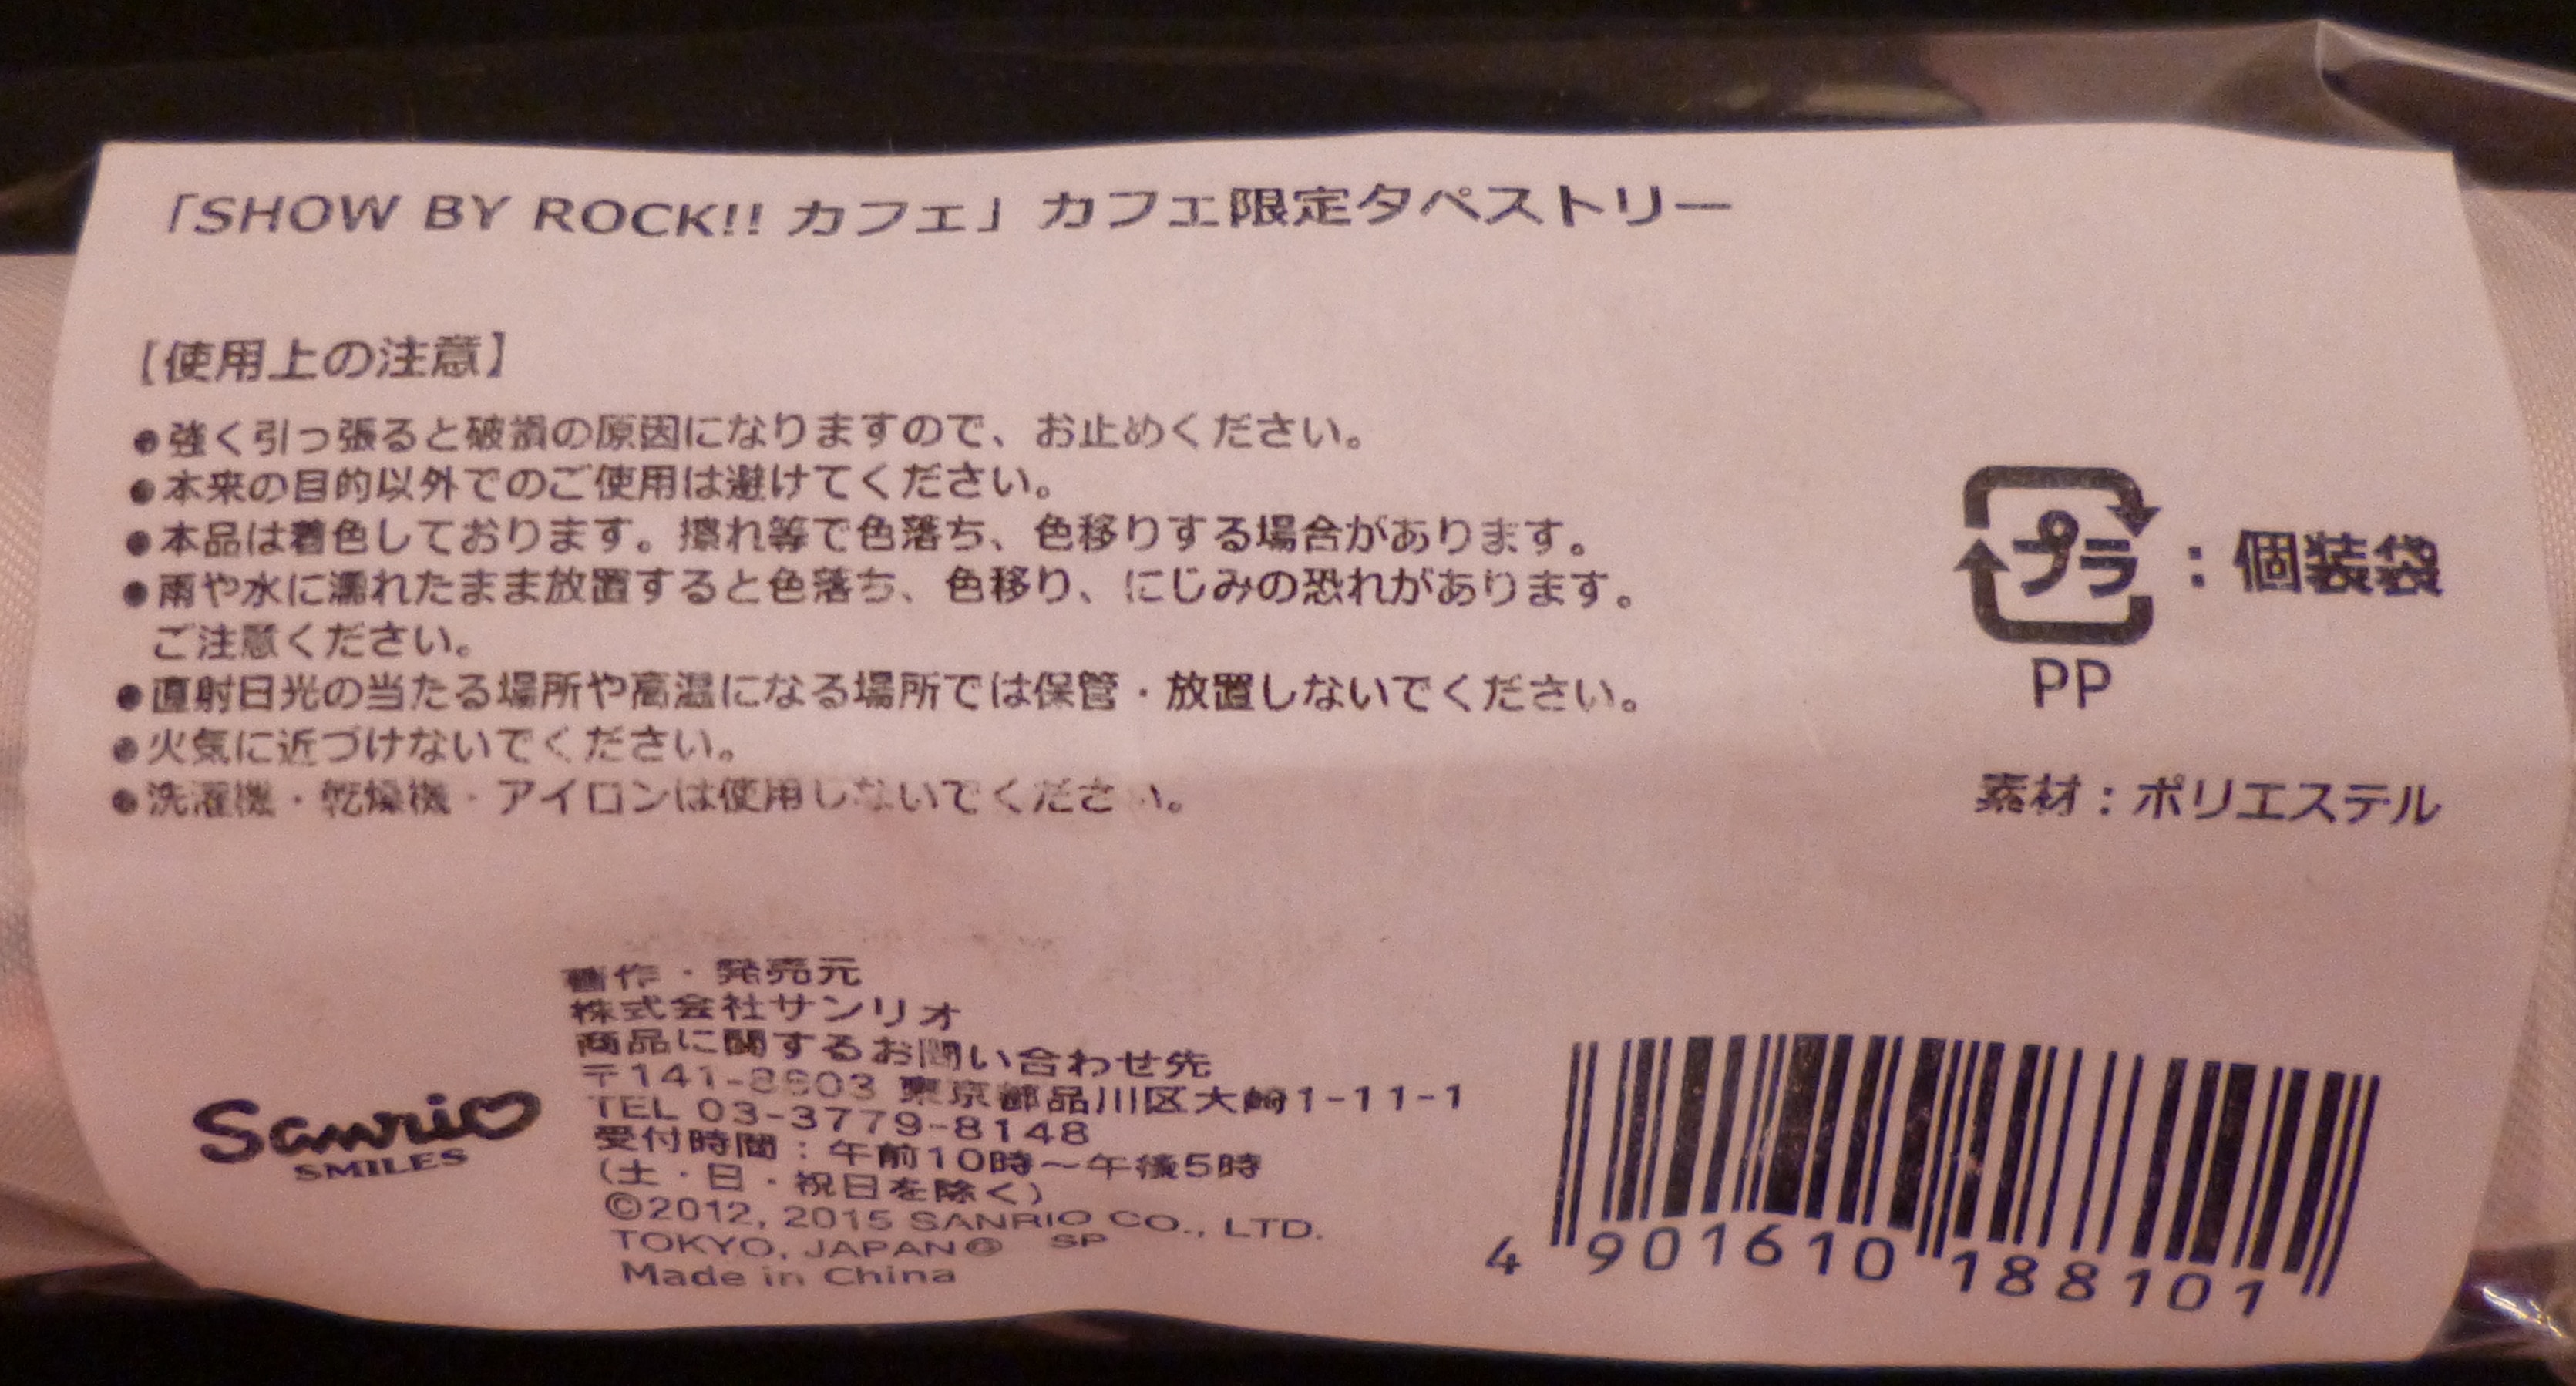 「SHOW BY ROCK!! カフェ」カフェ限定タペストリー
【使用上の注意】
●強く引っ張ると破損の原因になりますので、お止めください。
●本来の目的以外でのご使用は避けてください。
●本品は着色しております。擦れ等で色落ち、色移りする場合があります。
●雨や水に濡れたまま放置すると色落ち、色移り、にじみの恐れがあります。
ご注意ください。
●直射日光の当たる場所や高温になる場所では保管・放置しないでください。
●火気に近づけないでください。
●洗濯機・乾燥機・アイロンは使用しないでください。
プラ：個装袋
PP
素材：ポリエステル
Sanrio
SMILES
著作・発売元
株式会社サンリオ
商品に関するお問い合わせ先
〒141-8603 東京都品川区大崎1-11-1
TEL 03-3779-8148
受付時間：午前10時～午後5時
(土・日・祝日を除く)
©2012, 2015 SANRIO CO., LTD.
TOKYO, JAPAN Ⓛ SP
Made in China
4 901610 188101